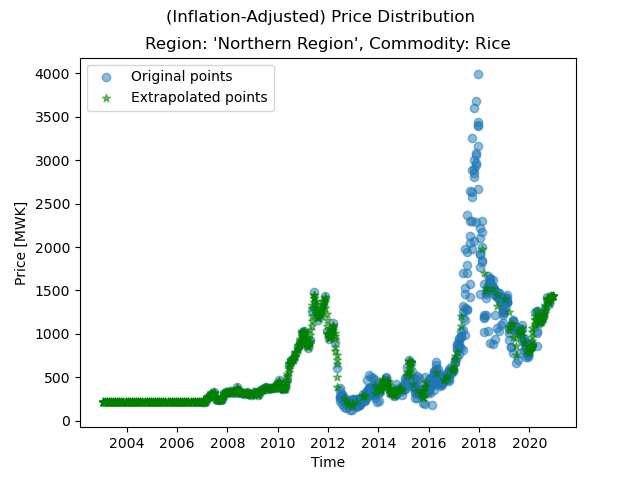 (Inflation-Adjusted) Price Distribution
Region: 'Northern Region', Commodity: Rice
Original points
Extrapolated points
4000
3500
3000
2500
2000
1500
1000
500
0
Price [MWK]
2004 2006 2008 2010 2012 2014 2016 2018 2020
Time